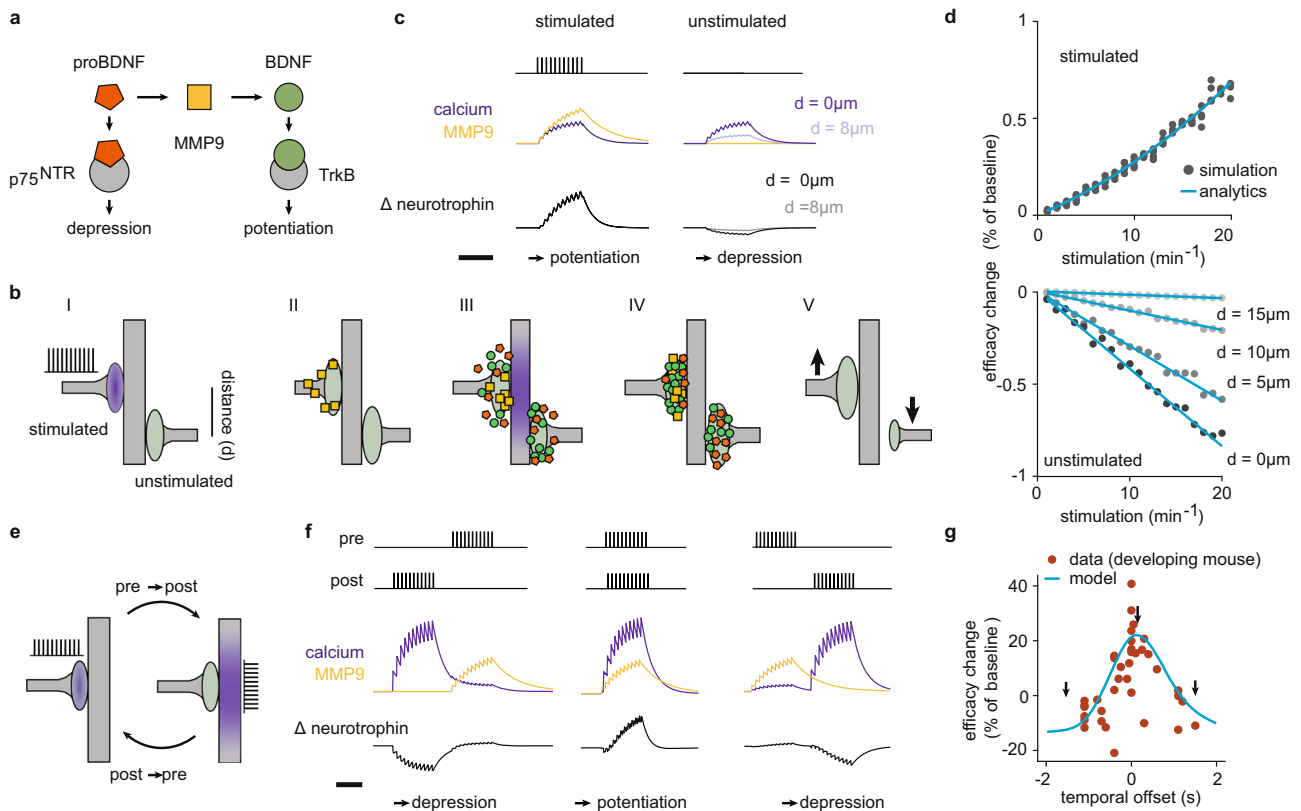 a
proBDNF
BDNF
MMP9
p75NTR
TrkB
depression
potentiation
b
I
II
III
IV
V
stimulated
unstimulated
distance (d)
c
stimulated
unstimulated
calcium
MMP9
d = 0µm
d = 8µm
Δ neurotrophin
d = 0µm
d =8µm
potentiation
depression
d
1
0.5
0
stimulated
simulation
analytics
0
10
20
stimulation (min-1)
efficacy change (% of baseline)
0
-0.5
-1
d = 15µm
d = 10µm
d = 5µm
d = 0µm
unstimulated
0
10
20
stimulation (min-1)
e
pre post
post pre
f
pre
post
calcium
MMP9
Δ neurotrophin
depression
potentiation
depression
g
data (developing mouse)
model
efficacy change
(% of baseline)
40
20
0
-20
-2
0
2
temporal offset (s)